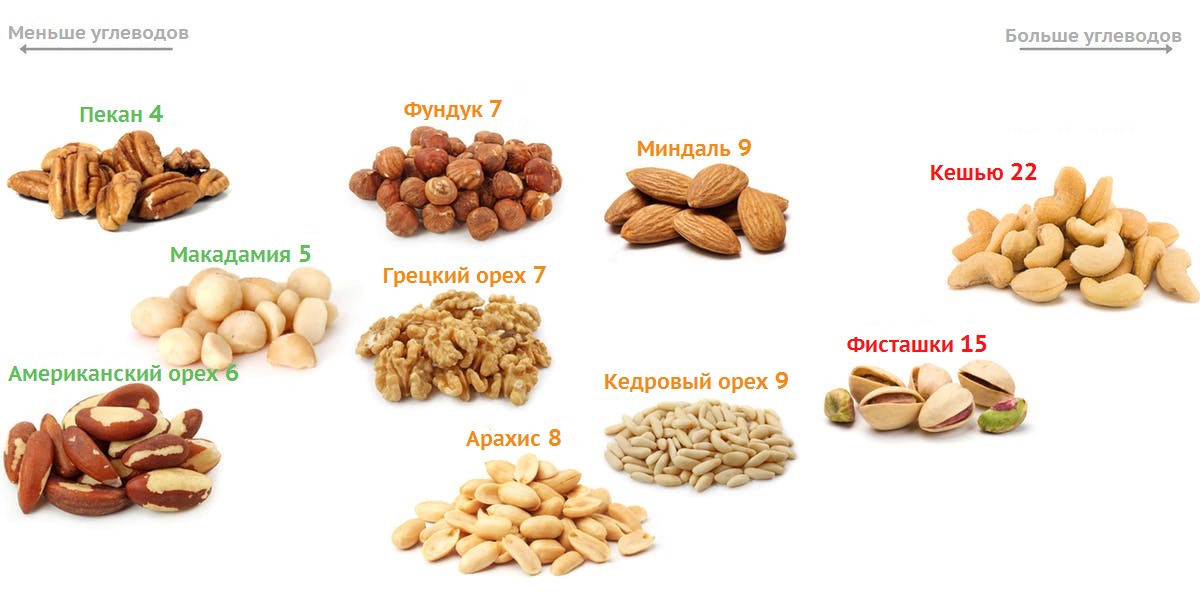 Меньше углеводов
Больше углеводов
Пекан 4
Фундук 7
Миндаль 9
Кешью 22
Макадамия 5
Грецкий орех 7
Фисташки 15
Американский орех 6
Кедровый орех 9
Арахис 8